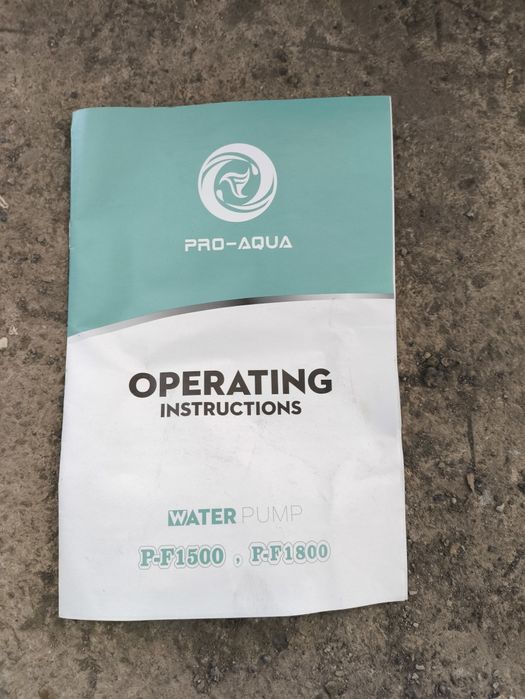 PRO-AQUA
OPERATING
INSTRUCTIONS
WATER PUMP
P-F1500 , P-F1800